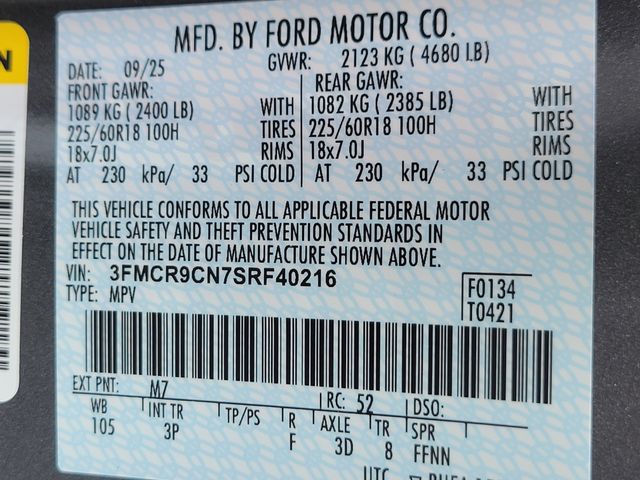 MFD. BY FORD MOTOR CO.
DATE: 09/25 GVWR: 2123 KG ( 4680 LB)
FRONT GAWR: REAR GAWR:
1089 KG ( 2400 LB) WITH 1082 KG ( 2385 LB) WITH
225/60R18 100H TIRES 225/60R18 100H TIRES
18x7.0J RIMS 18x7.0J RIMS
AT 230 kPa/ 33 PSI COLD AT 230 kPa/ 33 PSI COLD
THIS VEHICLE CONFORMS TO ALL APPLICABLE FEDERAL MOTOR
VEHICLE SAFETY AND THEFT PREVENTION STANDARDS IN
EFFECT ON THE DATE OF MANUFACTURE SHOWN ABOVE.
VIN: 3FMCR9CN7SRF40216 F0134
TYPE: MPV T0421
EXT PNT: M7 RC: 52 DSO:
WB INT TR TP/PS R AXLE TR SPR
105 3P F 3D 8 FFNN
UTC
N